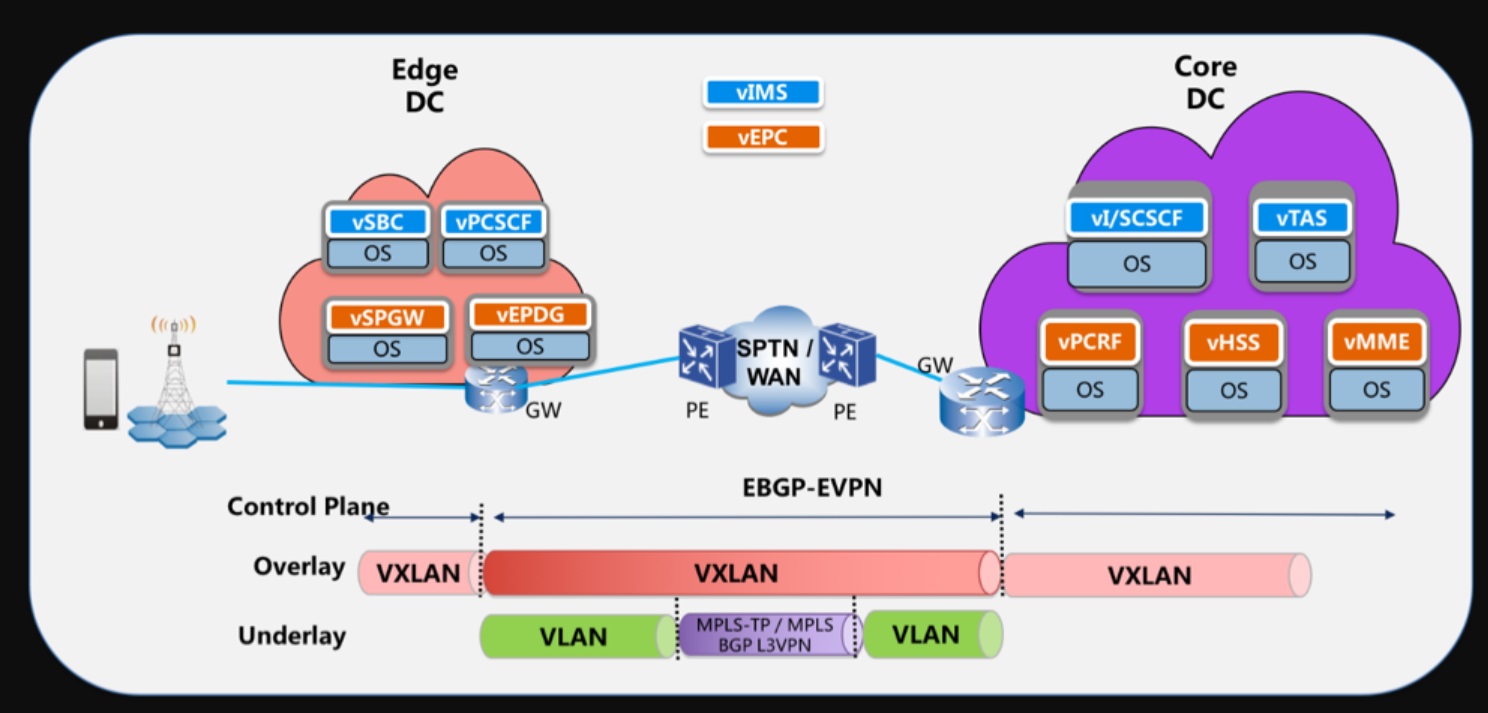 Edge
DC
vIMS
vEPC
Core
DC
vSBC
OS
vPCSCF
OS
vSPGW
OS
vEPDG
OS
GW
PE
SPTN /
WAN
PE
GW
vI/SCSCF
OS
vTAS
OS
vPCRF
OS
vHSS
OS
vMME
OS
EBGP-EVPN
Control Plane
Overlay
VXLAN
VXLAN
VXLAN
Underlay
VLAN
MPLS-TP / MPLS
BGP L3VPN
VLAN